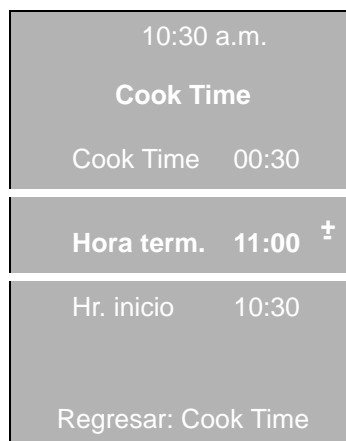 10:30 a.m.
Cook Time
Cook Time 00:30
Hora term. 11:00 ±
Hr. inicio 10:30
Regresar: Cook Time